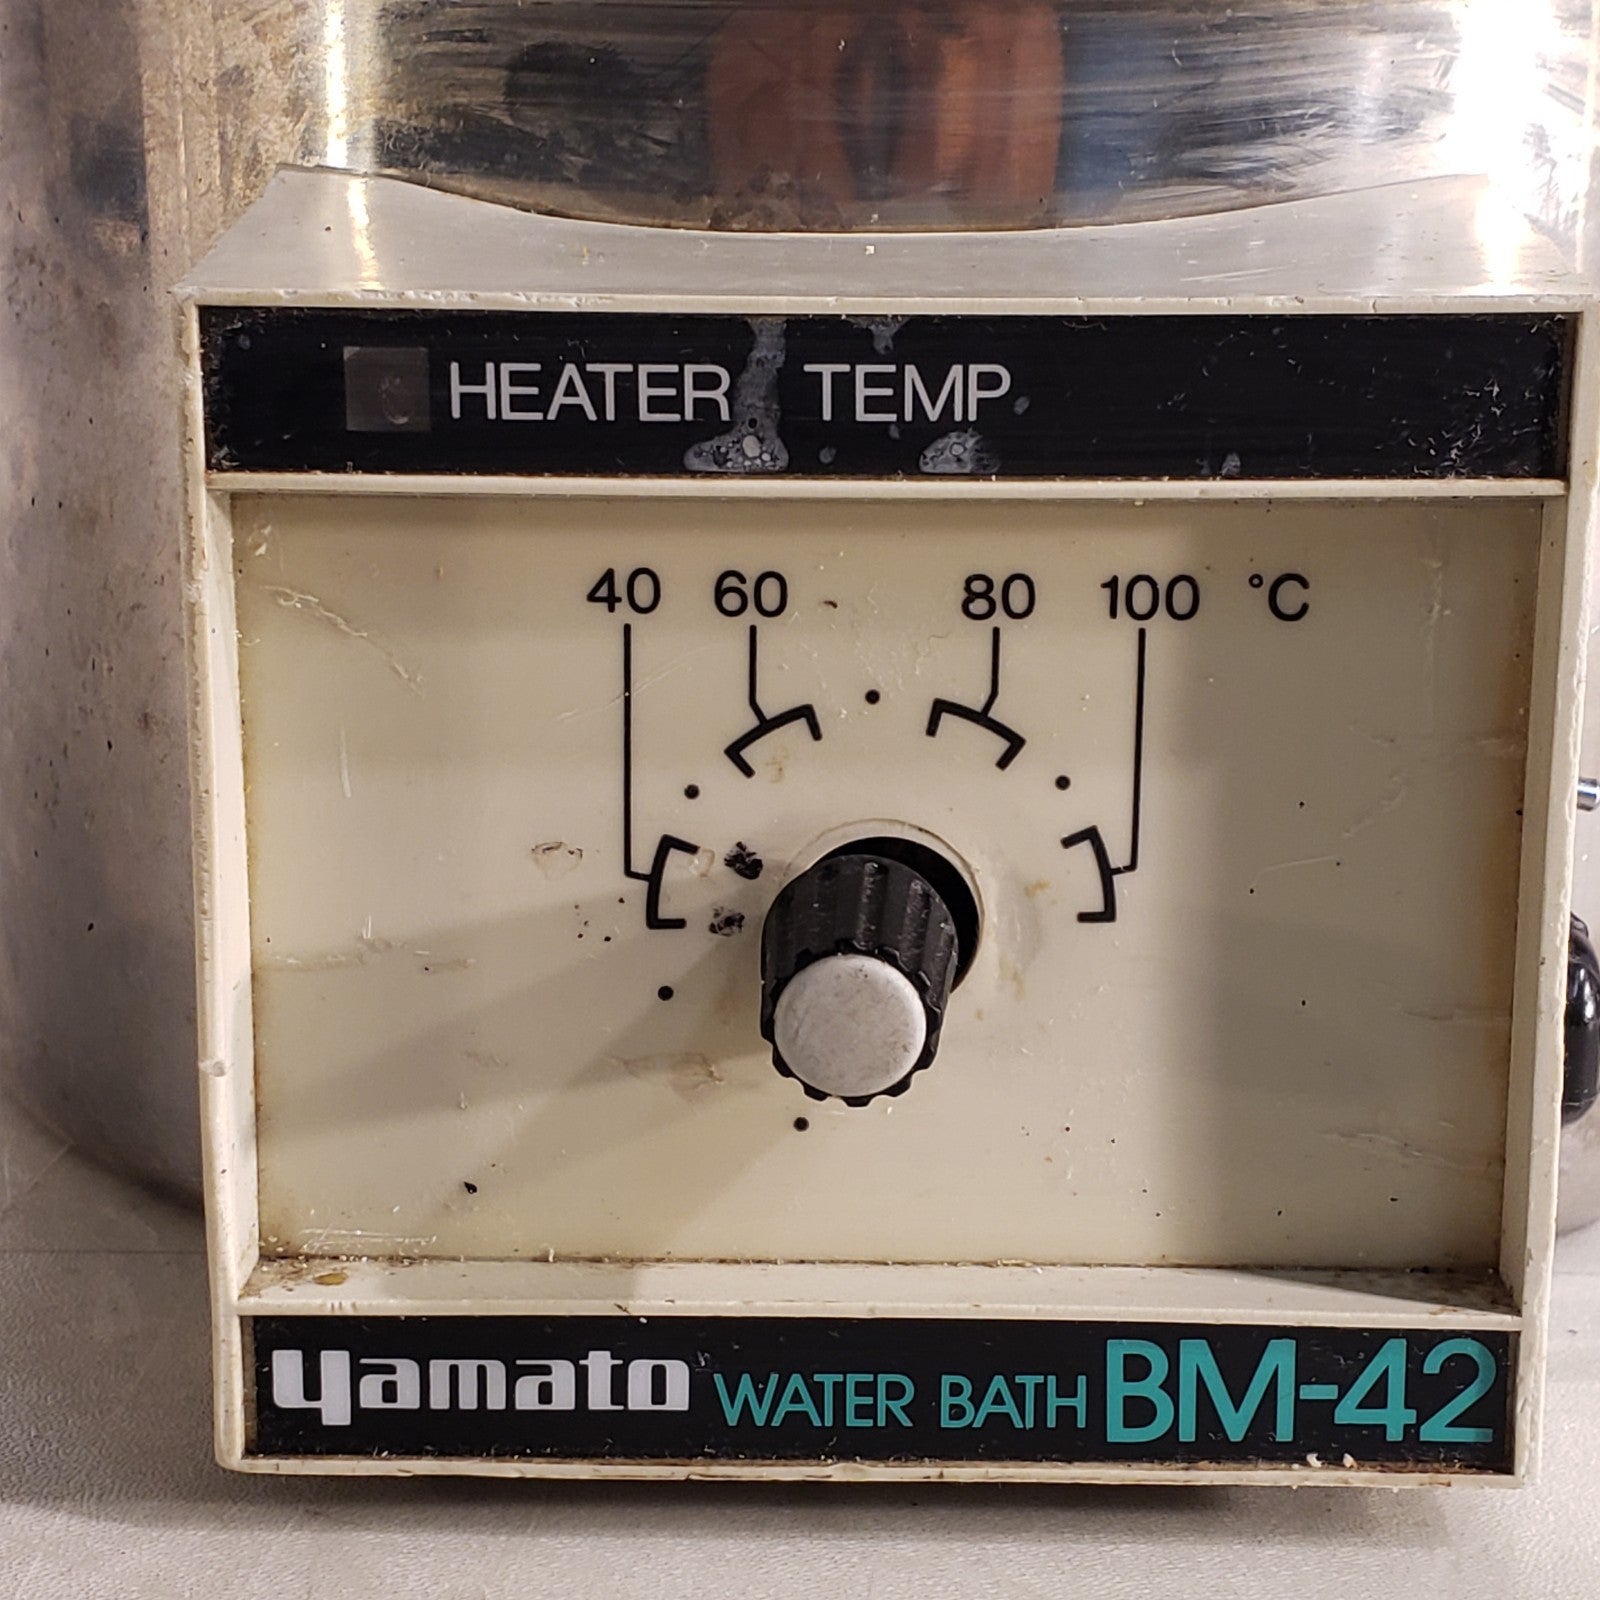 HEATER TEMP.
40 60 80 100 °C
yamato WATER BATH BM-42